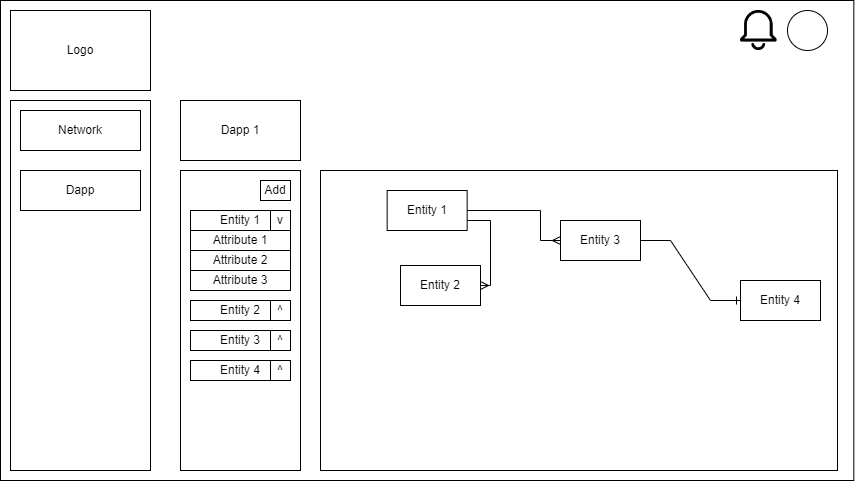 Logo
Network
Dapp
Dapp 1
Add
Entity 1 v
Attribute 1
Attribute 2
Attribute 3
Entity 2 ^
Entity 3 ^
Entity 4 ^
Entity 1
Entity 2
Entity 3
Entity 4